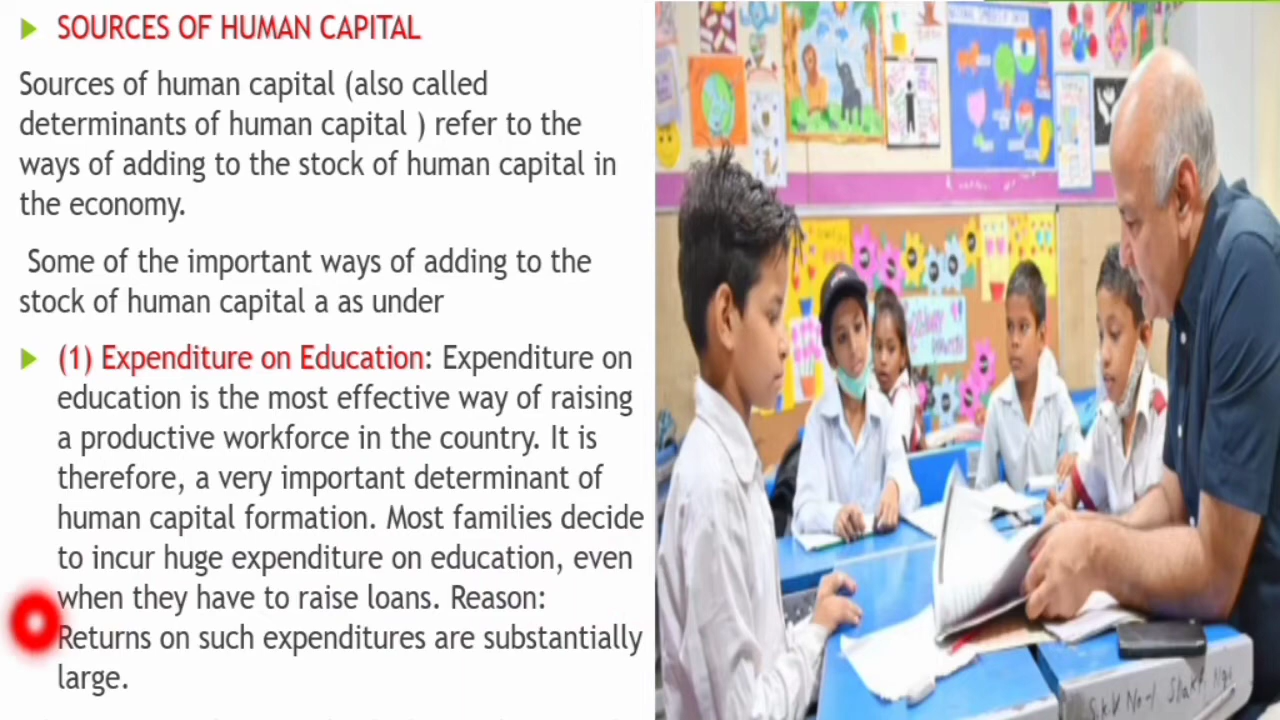 SOURCES OF HUMAN CAPITAL
Sources of human capital (also called
determinants of human capital ) refer to the
ways of adding to the stock of human capital in
the economy.
Some of the important ways of adding to the
stock of human capital a as under
(1) Expenditure on Education: Expenditure on
education is the most effective way of raising
a productive workforce in the country. It is
therefore, a very important determinant of
human capital formation. Most families decide
to incur huge expenditure on education, even
when they have to raise loans. Reason:
Returns on such expenditures are substantially
large.